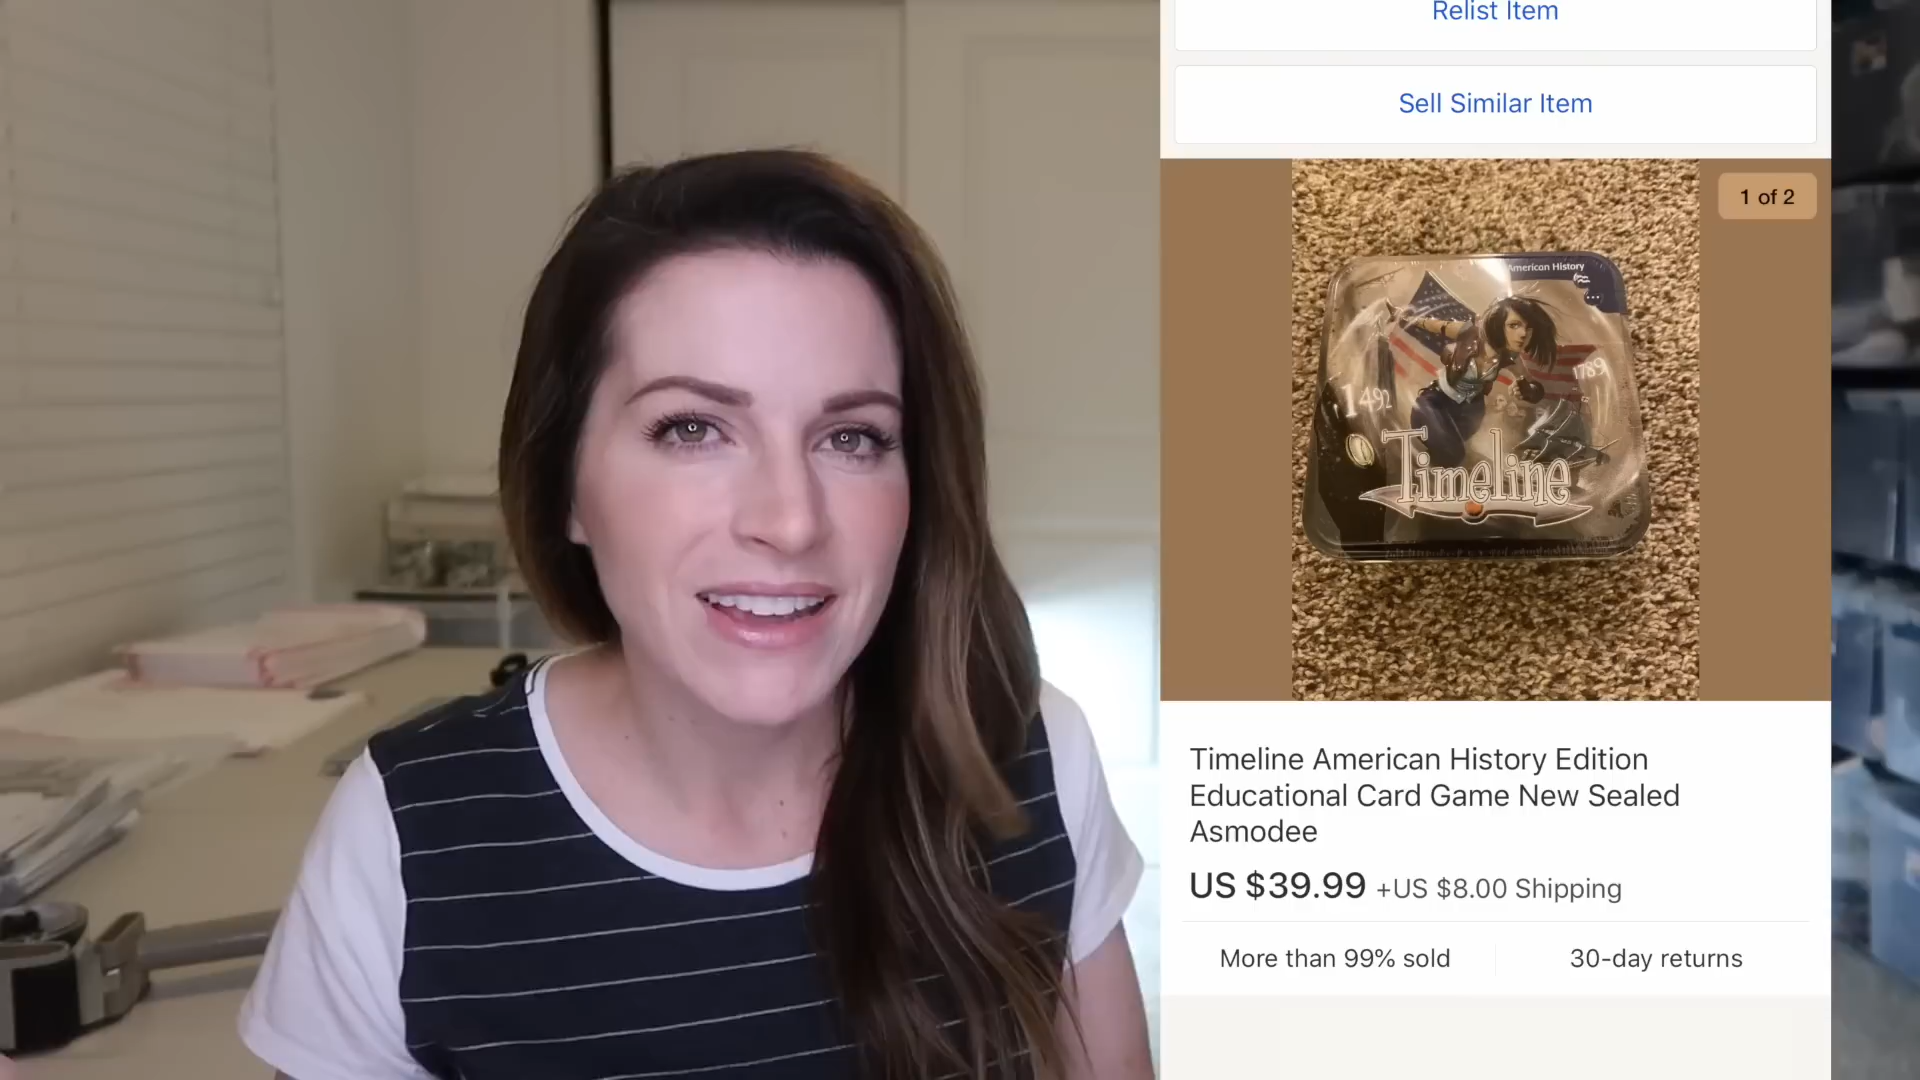 Relist Item
Sell Similar Item
1 of 2
American History
1492
1789
Timeline
Timeline American History Edition
Educational Card Game New Sealed
Asmodee
US $39.99 +US $8.00 Shipping
More than 99% sold
30-day returns